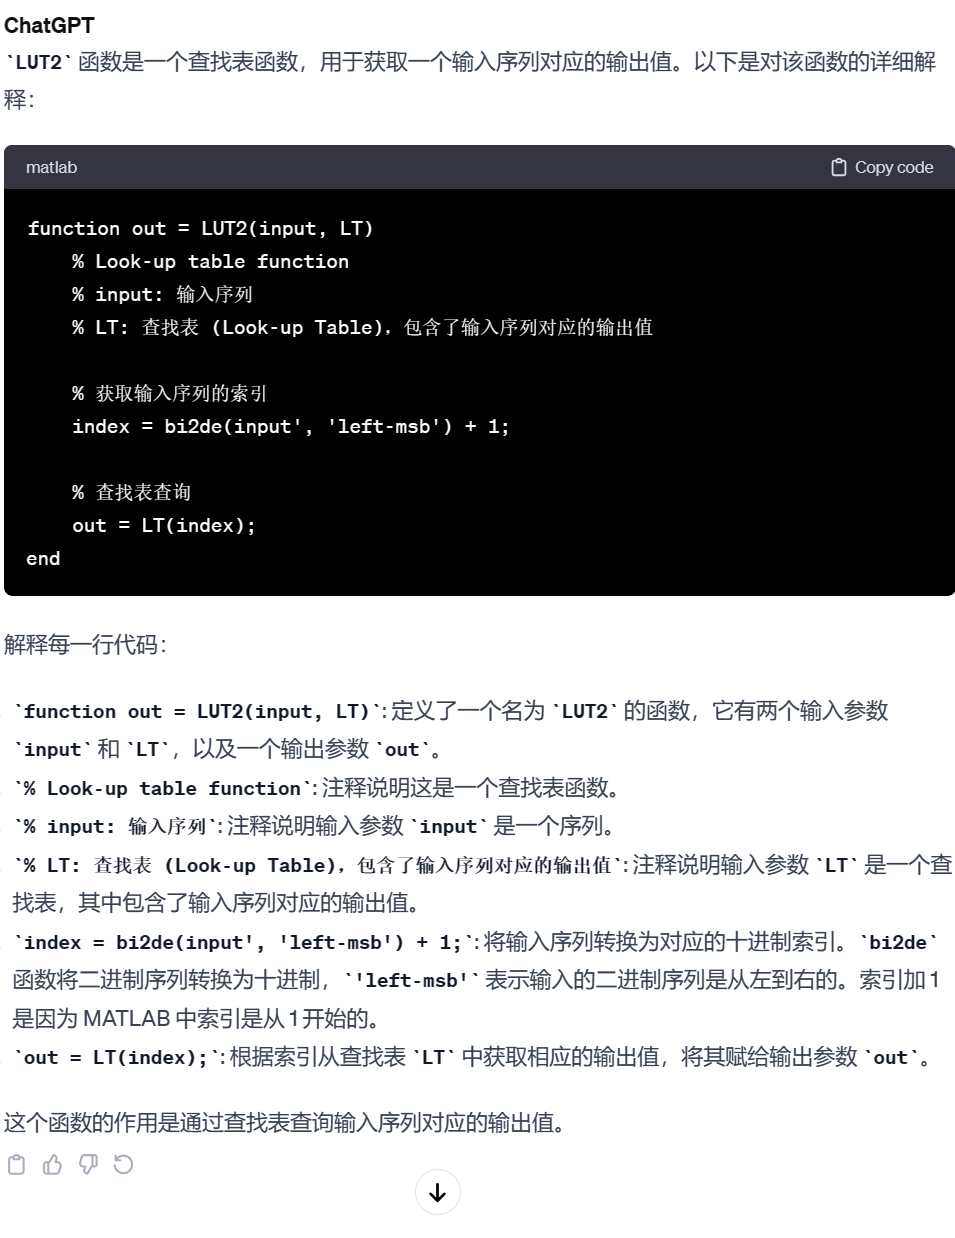 ChatGPT
`LUT2` 函数是一个查找表函数，用于获取一个输入序列对应的输出值。以下是对该函数的详细解
释：
matlab
Copy code
function out = LUT2(input, LT)
% Look-up table function
% input: 输入序列
% LT: 查找表 (Look-up Table)，包含了输入序列对应的输出值
% 获取输入序列的索引
index = bi2de(input', 'left-msb') + 1;
% 查找表查询
out = LT(index);
end
解释每一行代码：
`function out = LUT2(input, LT)`: 定义了一个名为 `LUT2` 的函数，它有两个输入参数
`input` 和 `LT`，以及一个输出参数 `out`。
`% Look-up table function`: 注释说明这是一个查找表函数。
`% input: 输入序列`: 注释说明输入参数 `input` 是一个序列。
`% LT: 查找表 (Look-up Table)，包含了输入序列对应的输出值`: 注释说明输入参数 `LT` 是一个查
找表，其中包含了输入序列对应的输出值。
`index = bi2de(input', 'left-msb') + 1;`: 将输入序列转换为对应的十进制索引。`bi2de`
函数将二进制序列转换为十进制，`'left-msb'` 表示输入的二进制序列是从左到右的。索引加 1
是因为 MATLAB 中索引是从 1 开始的。
`out = LT(index);`: 根据索引从查找表 `LT` 中获取相应的输出值，将其赋给输出参数 `out`。
这个函数的作用是通过查找表查询输入序列对应的输出值。